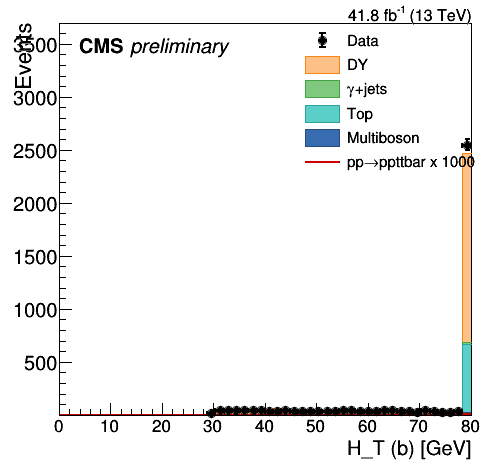 41.8 fb⁻¹ (13 TeV)
CMS preliminary
Events
Data
DY
γ+jets
Top
Multiboson
pp→ppttbar x 1000
3500
3000
2500
2000
1500
1000
500
0 10 20 30 40 50 60 70 80
H_T (b) [GeV]